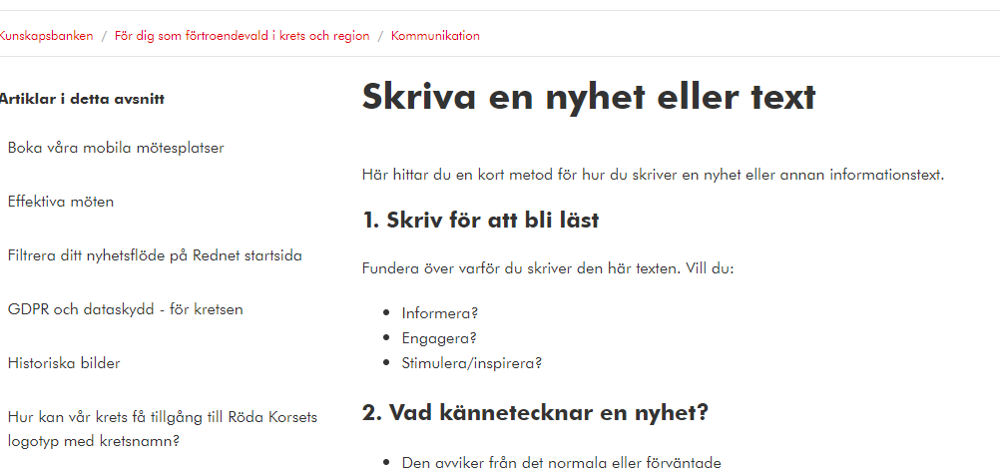 Kunskapsbanken / För dig som förtroendevald i krets och region / Kommunikation
Artiklar i detta avsnitt
Boka våra mobila mötesplatser
Effektiva möten
Filtrera ditt nyhetsflöde på Rednet startsida
GDPR och dataskydd - för kretsen
Historiska bilder
Hur kan vår krets få tillgång till Röda Korsets
logotyp med kretsnamn?
Skriva en nyhet eller text
Här hittar du en kort metod för hur du skriver en nyhet eller annan informationstext.
1. Skriv för att bli läst
Fundera över varför du skriver den här texten. Vill du:
• Informera?
• Engagera?
• Stimulera/inspirera?
2. Vad kännetecknar en nyhet?
• Den avviker från det normala eller förväntade